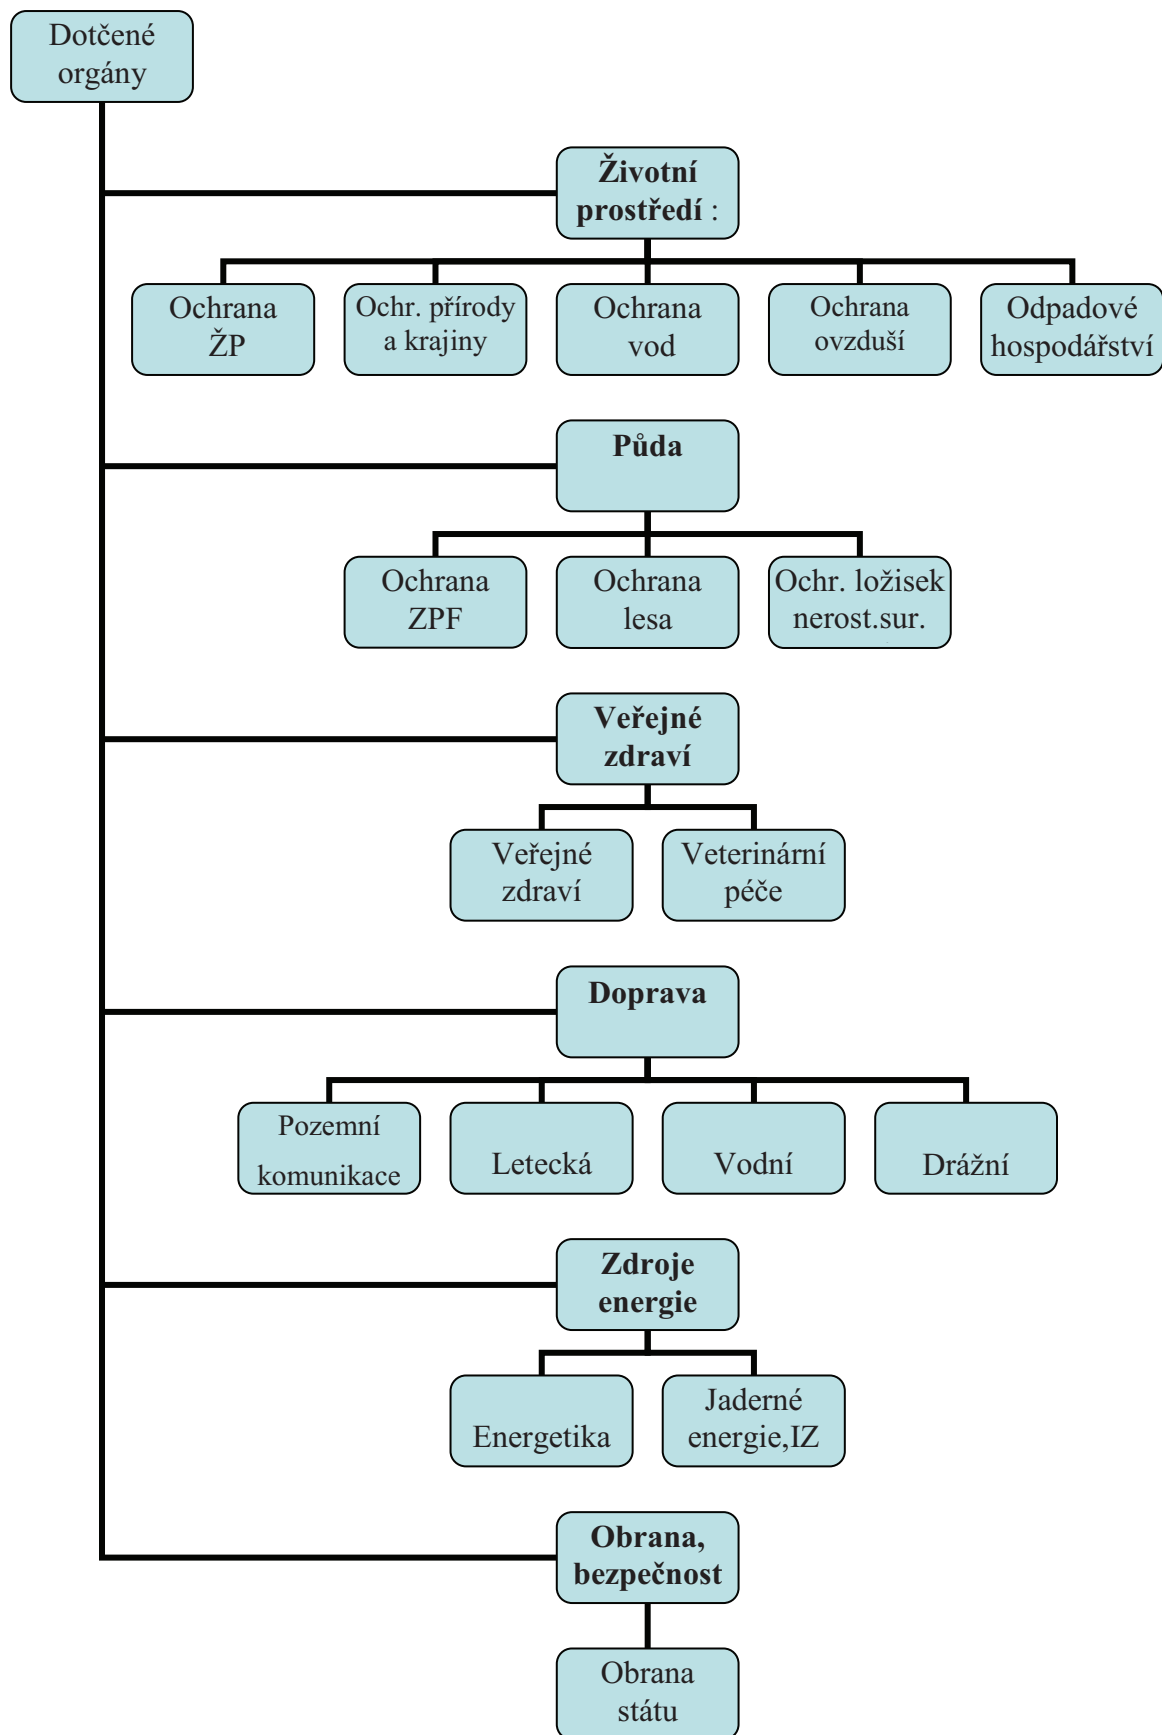 Dotčené
orgány
Životní
prostředí :
Ochrana
ŽP
Ochr. přírody
a krajiny
Ochrana
vod
Ochrana
ovzduší
Odpadové
hospodářství
Půda
Ochrana
ZPF
Ochrana
lesa
Ochr. ložisek
nerost.sur.
Veřejné
zdraví
Veřejné
zdraví
Veterinární
péče
Doprava
Pozemní
komunikace
Letecká
Vodní
Drážní
Zdroje
energie
Energetika
Jaderné
energie,IZ
Obrana,
bezpečnost
Obrana
státu